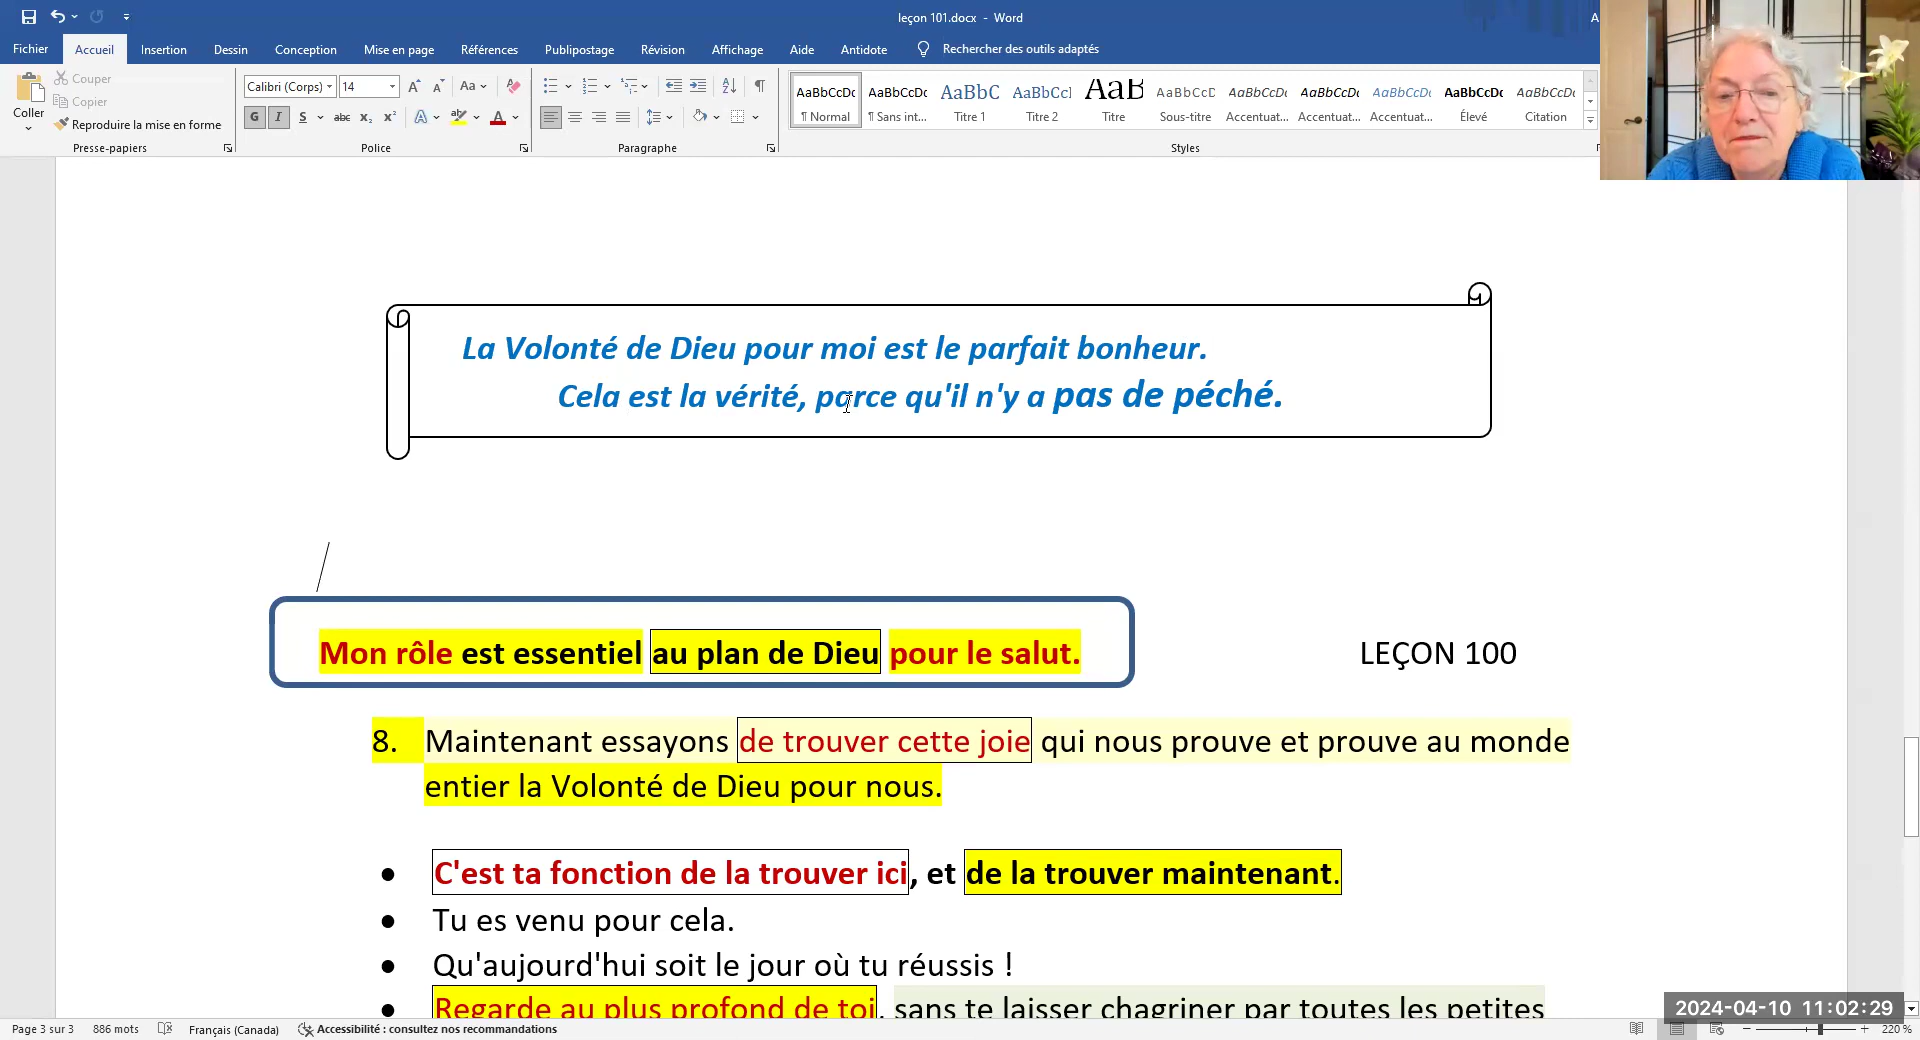 leçon 101.docx - Word
A
Fichier Accueil Insertion Dessin Conception Mise en page Références Publipostage Révision Affichage Aide Antidote Rechercher des outils adaptés
Coller
Couper
Copier
Reproduire la mise en forme
Presse-papiers
Calibri (Corps) 14
Aa
G I S abc x₂ x² A A
Police
Paragraphe
AaBbCcDc AaBbCcDc AaBbC AaBbCcI AaB AaBbCcD AaBbCcDc AaBbCcDc AaBbCcDc AaBbCcDc AaBbCcDc
¶ Normal ¶ Sans int... Titre 1 Titre 2 Titre Sous-titre Accentuat... Accentuat... Accentuat... Élevé Citation
Styles
La Volonté de Dieu pour moi est le parfait bonheur.
Cela est la vérité, parce qu'il n'y a pas de péché.
Mon rôle est essentiel au plan de Dieu pour le salut. LEÇON 100
8. Maintenant essayons de trouver cette joie qui nous prouve et prouve au monde
entier la Volonté de Dieu pour nous.
• C'est ta fonction de la trouver ici, et de la trouver maintenant.
• Tu es venu pour cela.
• Qu'aujourd'hui soit le jour où tu réussis !
• Regarde au plus profond de toi, sans te laisser chagriner par toutes les petites
2024-04-10 11:02:29
Page 3 sur 3 886 mots Français (Canada) Accessibilité : consultez nos recommandations 220 %